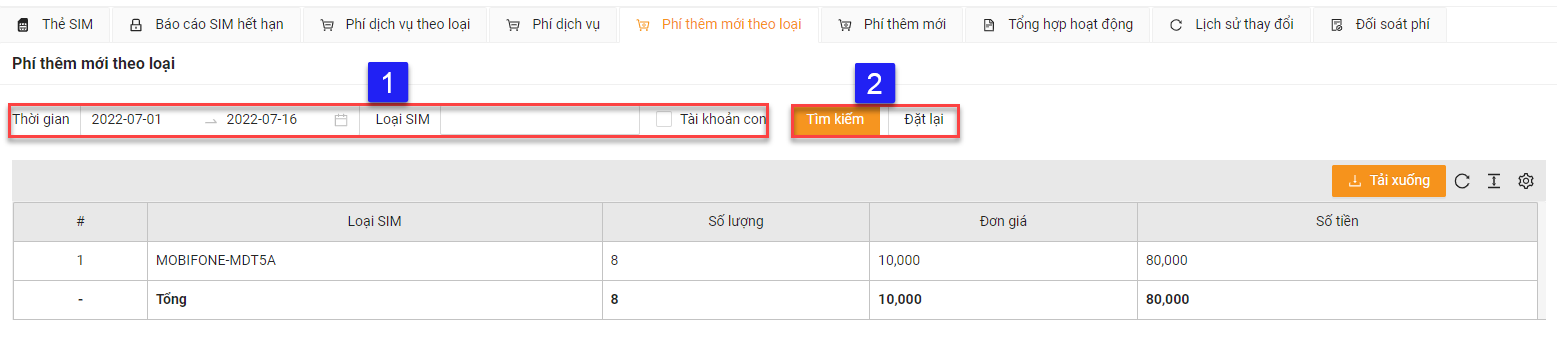 Thẻ SIM Báo cáo SIM hết hạn Phí dịch vụ theo loại Phí dịch vụ Phí thêm mới theo loại Phí thêm mới Tổng hợp hoạt động Lịch sử thay đổi Đối soát phí
Phí thêm mới theo loại
1 2
Thời gian 2022-07-01 → 2022-07-16 Loại SIM Tài khoản con Tìm kiếm Đặt lại
Tải xuống
# Loại SIM Số lượng Đơn giá Số tiền
1 MOBIFONE-MDT5A 8 10,000 80,000
- Tổng 8 10,000 80,000